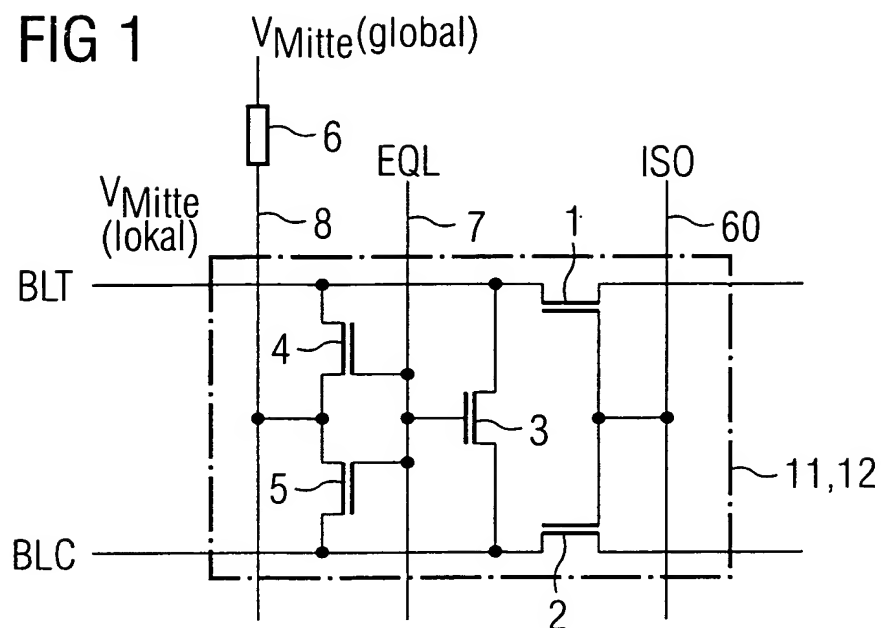 FIG 1
VMitte (global)
6
EQL
ISO
VMitte
(lokal)
8
7
1
60
BLT
4
3
5
11,12
BLC
2